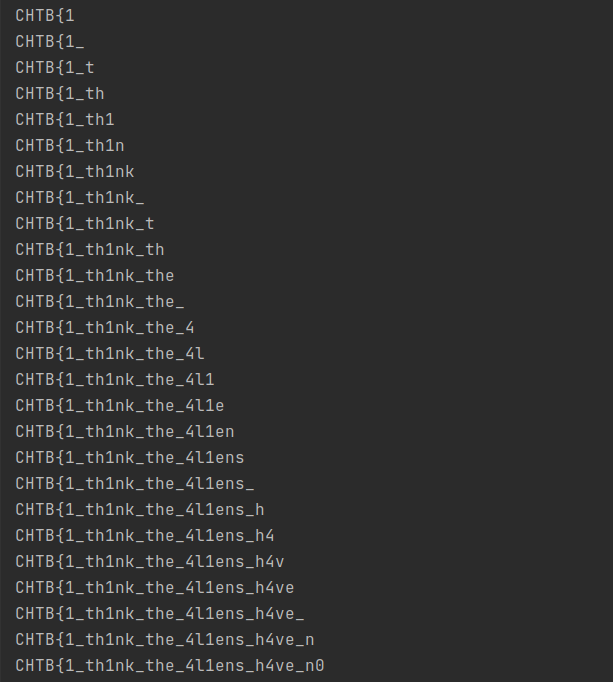 CHTB{1
CHTB{1_
CHTB{1_t
CHTB{1_th
CHTB{1_th1
CHTB{1_th1n
CHTB{1_th1nk
CHTB{1_th1nk_
CHTB{1_th1nk_t
CHTB{1_th1nk_th
CHTB{1_th1nk_the
CHTB{1_th1nk_the_
CHTB{1_th1nk_the_4
CHTB{1_th1nk_the_4l
CHTB{1_th1nk_the_4l1
CHTB{1_th1nk_the_4l1e
CHTB{1_th1nk_the_4l1en
CHTB{1_th1nk_the_4l1ens
CHTB{1_th1nk_the_4l1ens_
CHTB{1_th1nk_the_4l1ens_h
CHTB{1_th1nk_the_4l1ens_h4
CHTB{1_th1nk_the_4l1ens_h4v
CHTB{1_th1nk_the_4l1ens_h4ve
CHTB{1_th1nk_the_4l1ens_h4ve_
CHTB{1_th1nk_the_4l1ens_h4ve_n
CHTB{1_th1nk_the_4l1ens_h4ve_n0